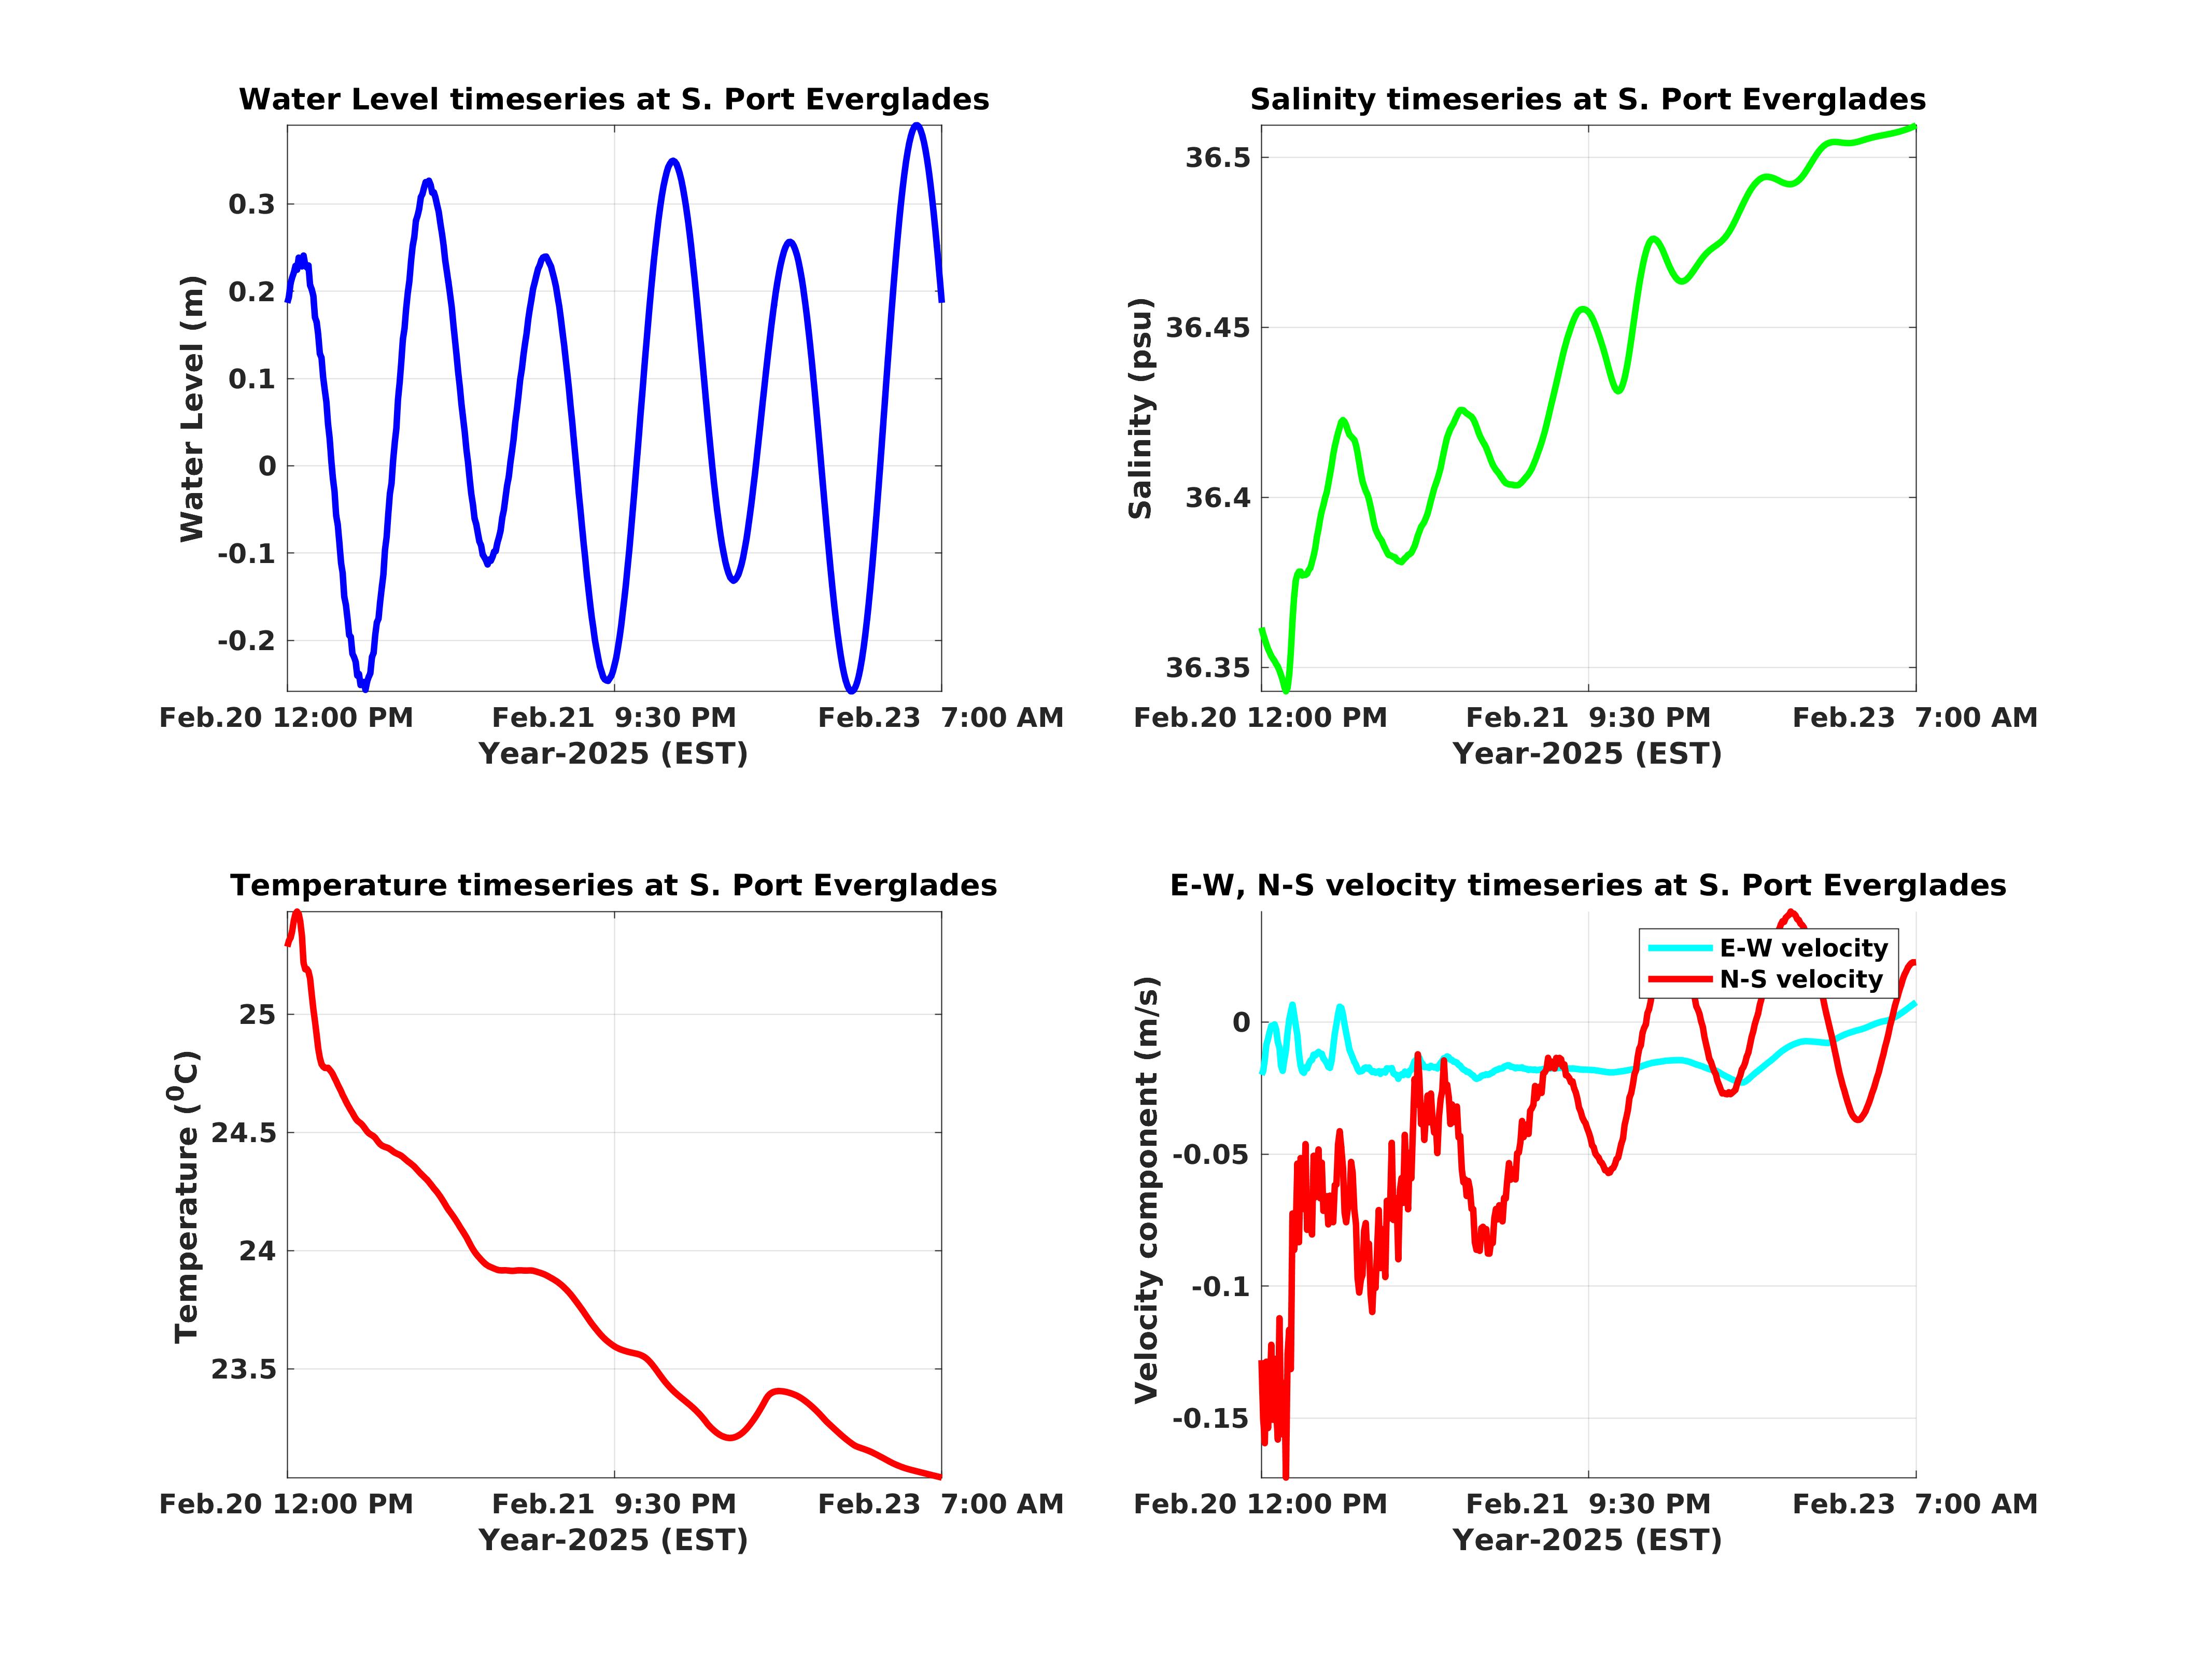 Water Level timeseries at S. Port Everglades
0.3
0.2
0.1
0
-0.1
-0.2
Water Level (m)
Feb.20 12:00 PM
Feb.21  9:30 PM
Feb.23  7:00 AM
Year-2025 (EST)
Salinity timeseries at S. Port Everglades
36.5
36.45
36.4
36.35
Salinity (psu)
Feb.20 12:00 PM
Feb.21  9:30 PM
Feb.23  7:00 AM
Year-2025 (EST)
Temperature timeseries at S. Port Everglades
25
24.5
24
23.5
Temperature (⁰C)
Feb.20 12:00 PM
Feb.21  9:30 PM
Feb.23  7:00 AM
Year-2025 (EST)
E-W, N-S velocity timeseries at S. Port Everglades
E-W velocity
N-S velocity
0
-0.05
-0.1
-0.15
Velocity component (m/s)
Feb.20 12:00 PM
Feb.21  9:30 PM
Feb.23  7:00 AM
Year-2025 (EST)